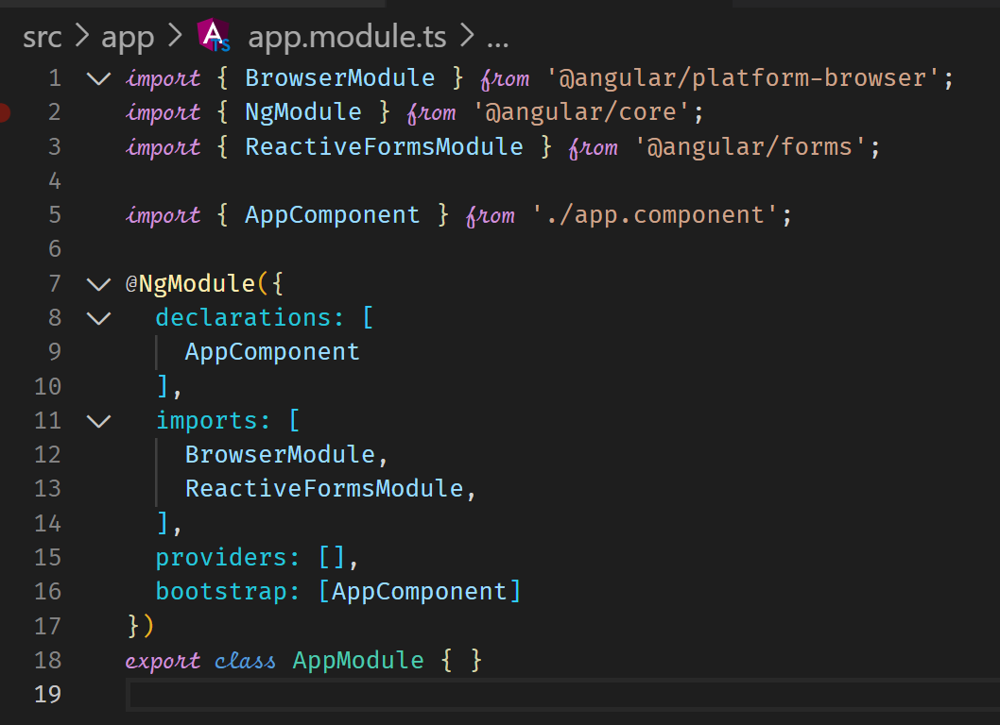 src > app > app.module.ts > ...
1 import { BrowserModule } from '@angular/platform-browser';
2 import { NgModule } from '@angular/core';
3 import { ReactiveFormsModule } from '@angular/forms';
4
5 import { AppComponent } from './app.component';
6
7 @NgModule({
8   declarations: [
9     AppComponent
10   ],
11   imports: [
12     BrowserModule,
13     ReactiveFormsModule,
14   ],
15   providers: [],
16   bootstrap: [AppComponent]
17 })
18 export class AppModule { }
19